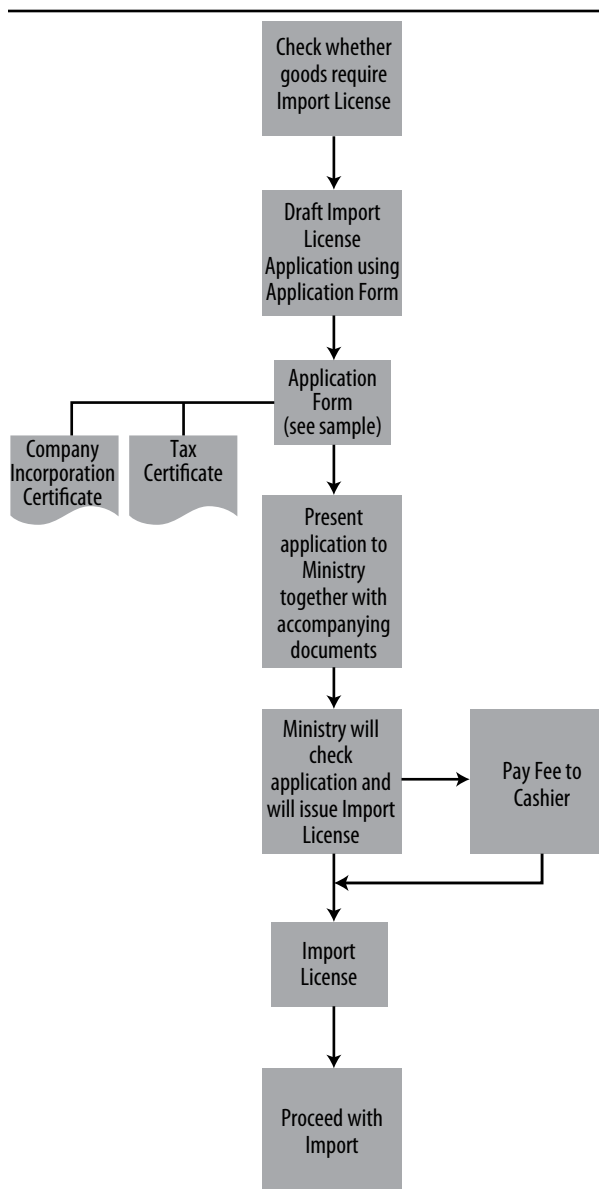 Check whether
goods require
Import License
Draft Import
License
Application using
Application Form
Application
Form
(see sample)
Company
Incorporation
Certificate
Tax
Certificate
Present
application to
Ministry
together with
accompanying
documents
Ministry will
check
application and
will issue Import
License
Pay Fee to
Cashier
Import
License
Proceed with
Import